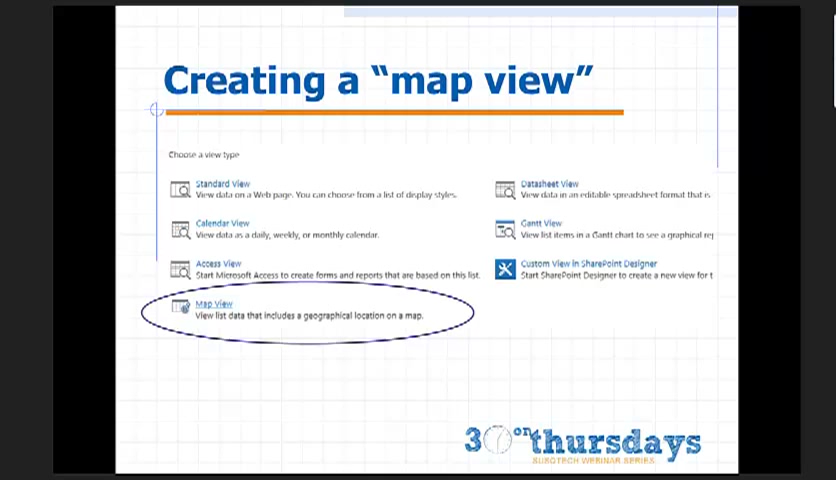 Creating a “map view”
Choose a view type
Standard View
View data on a Web page. You can choose from a list of display styles.
Datasheet View
View data in an editable spreadsheet format that is
Calendar View
View data as a daily, weekly, or monthly calendar.
Gantt View
View list items in a Gantt chart to see a graphical rep
Access View
Start Microsoft Access to create forms and reports that are based on this list.
Custom View in SharePoint Designer
Start SharePoint Designer to create a new view for t
Map View
View list data that includes a geographical location on a map.
30 on thursdays
WEBINAR SERIES